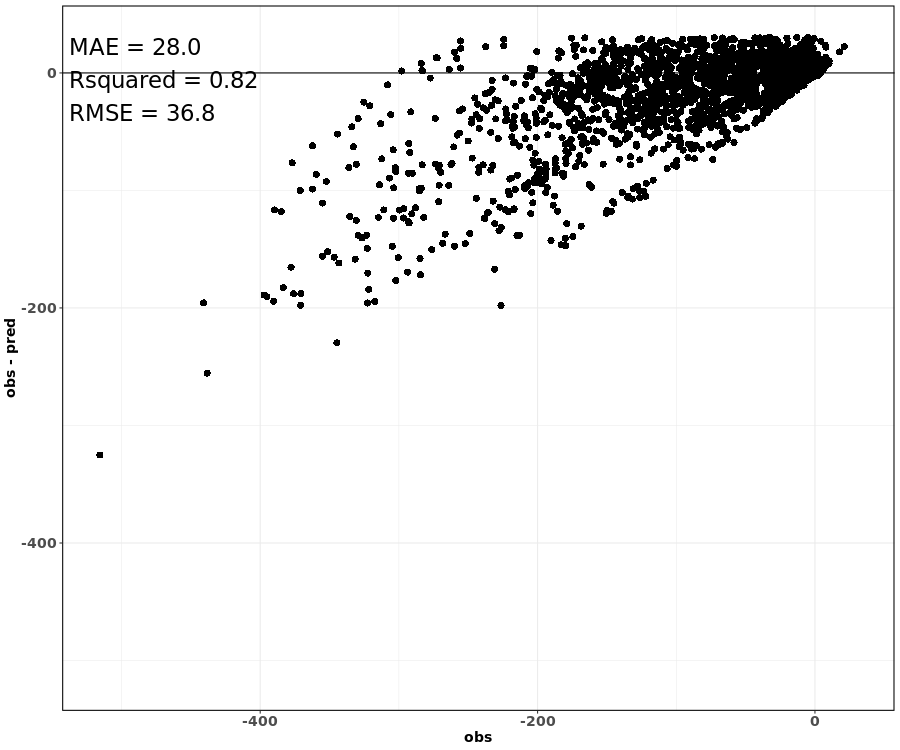 MAE = 28.0
0
Rsquared = 0.82
RMSE = 36.8
-200
obs - pred
-400
-400
-200
0
obs